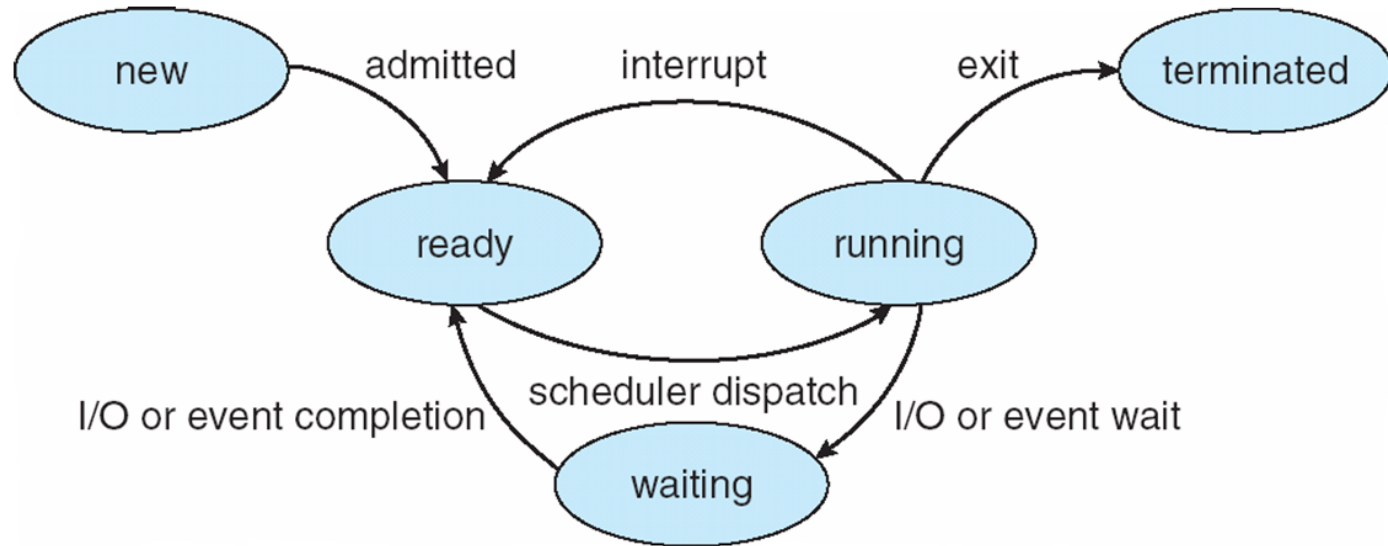 new
admitted
interrupt
exit
terminated
ready
running
scheduler dispatch
I/O or event completion
I/O or event wait
waiting